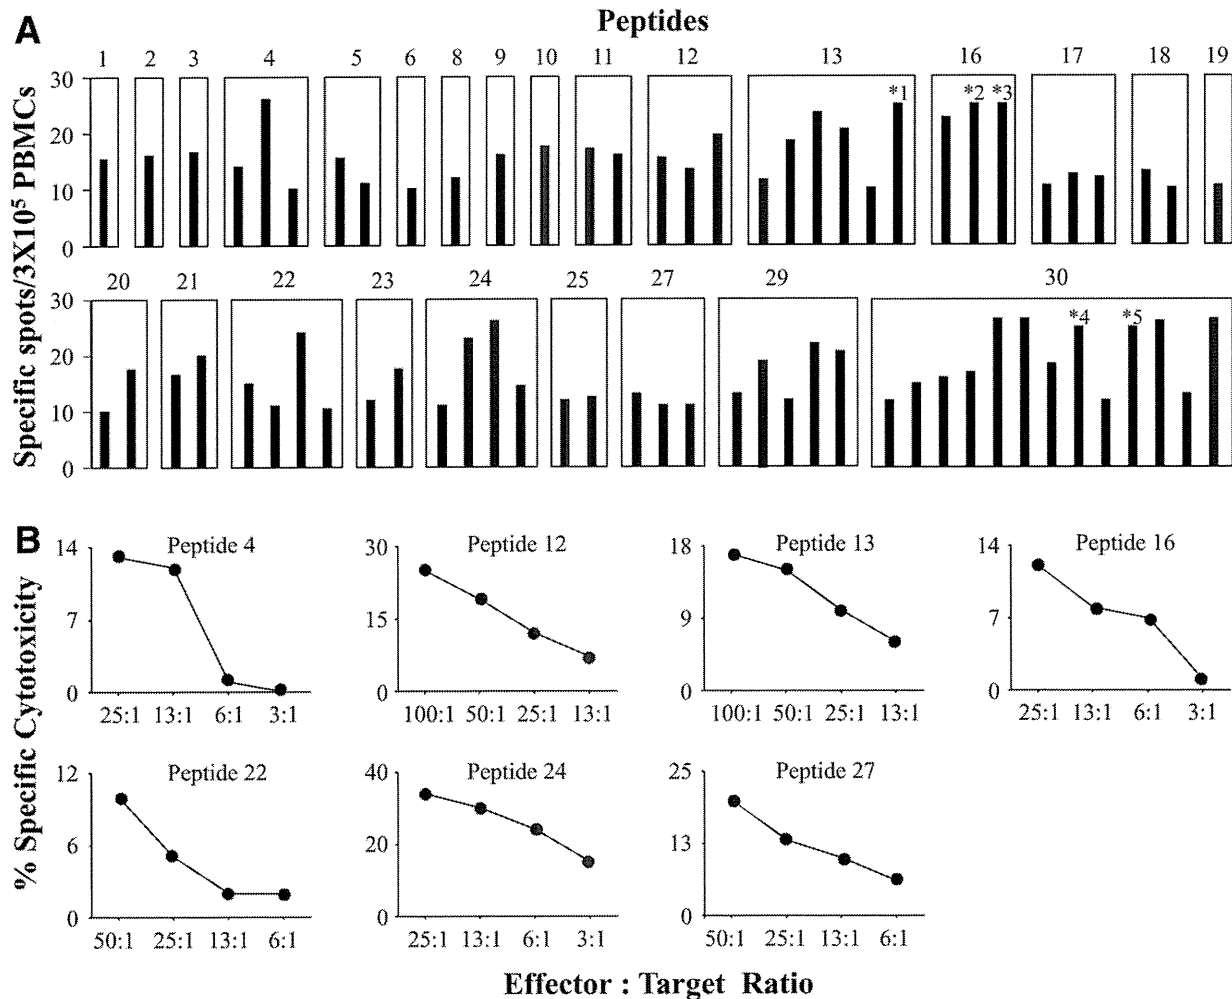 A
Peptides
1 2 3 4 5 6 8 9 10 11 12 13 16 17 18 19
Specific spots/3X10⁵ PBMCs
30
20
10
0
*1 *2 *3
20 21 22 23 24 25 27 29 30
30
20
10
0
*4 *5
B
% Specific Cytotoxicity
Peptide 4
14
7
0
25:1 13:1 6:1 3:1
Peptide 12
30
15
0
100:1 50:1 25:1 13:1
Peptide 13
18
9
0
100:1 50:1 25:1 13:1
Peptide 16
14
7
0
25:1 13:1 6:1 3:1
Peptide 22
12
6
0
50:1 25:1 13:1 6:1
Peptide 24
40
20
0
25:1 13:1 6:1 3:1
Peptide 27
25
13
0
50:1 25:1 13:1 6:1
Effector : Target Ratio